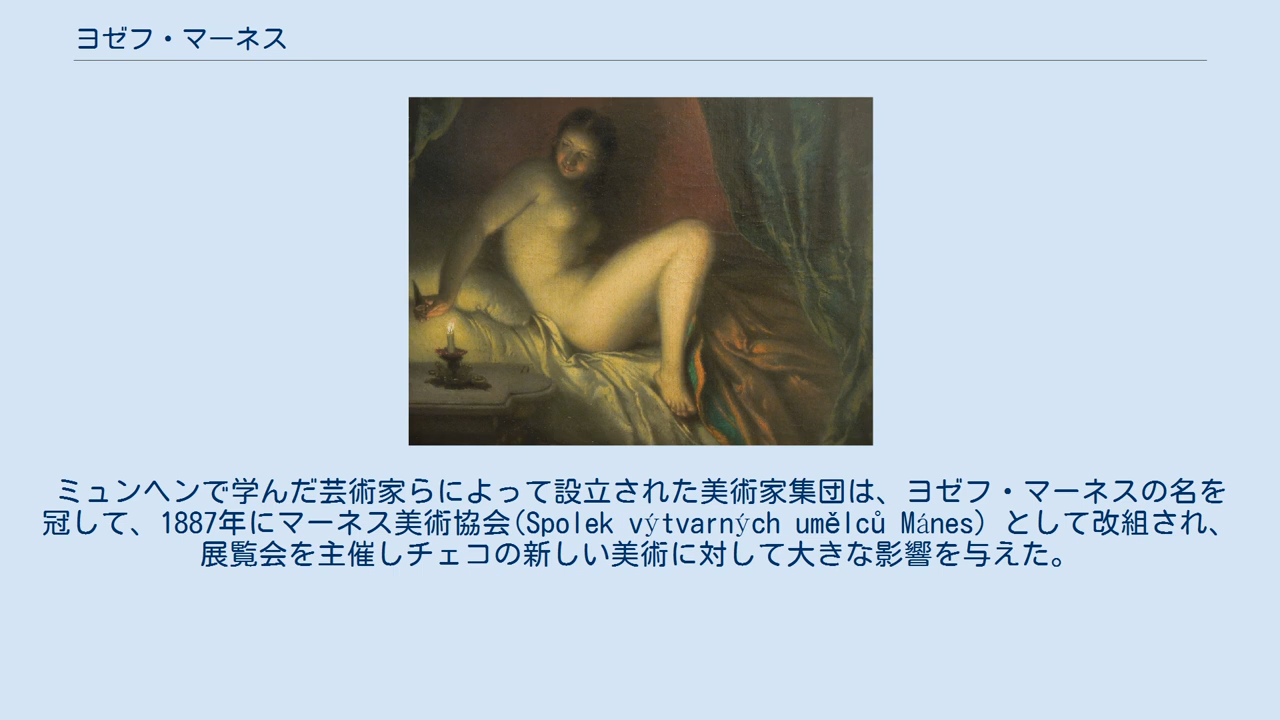 ヨゼフ・マーネス
ミュンヘンで学んだ芸術家らによって設立された美術家集団は、ヨゼフ・マーネスの名を
冠して、1887年にマーネス美術協会(Spolek výtvarných umělců Mánes) として改組され、
展覧会を主催しチェコの新しい美術に対して大きな影響を与えた。